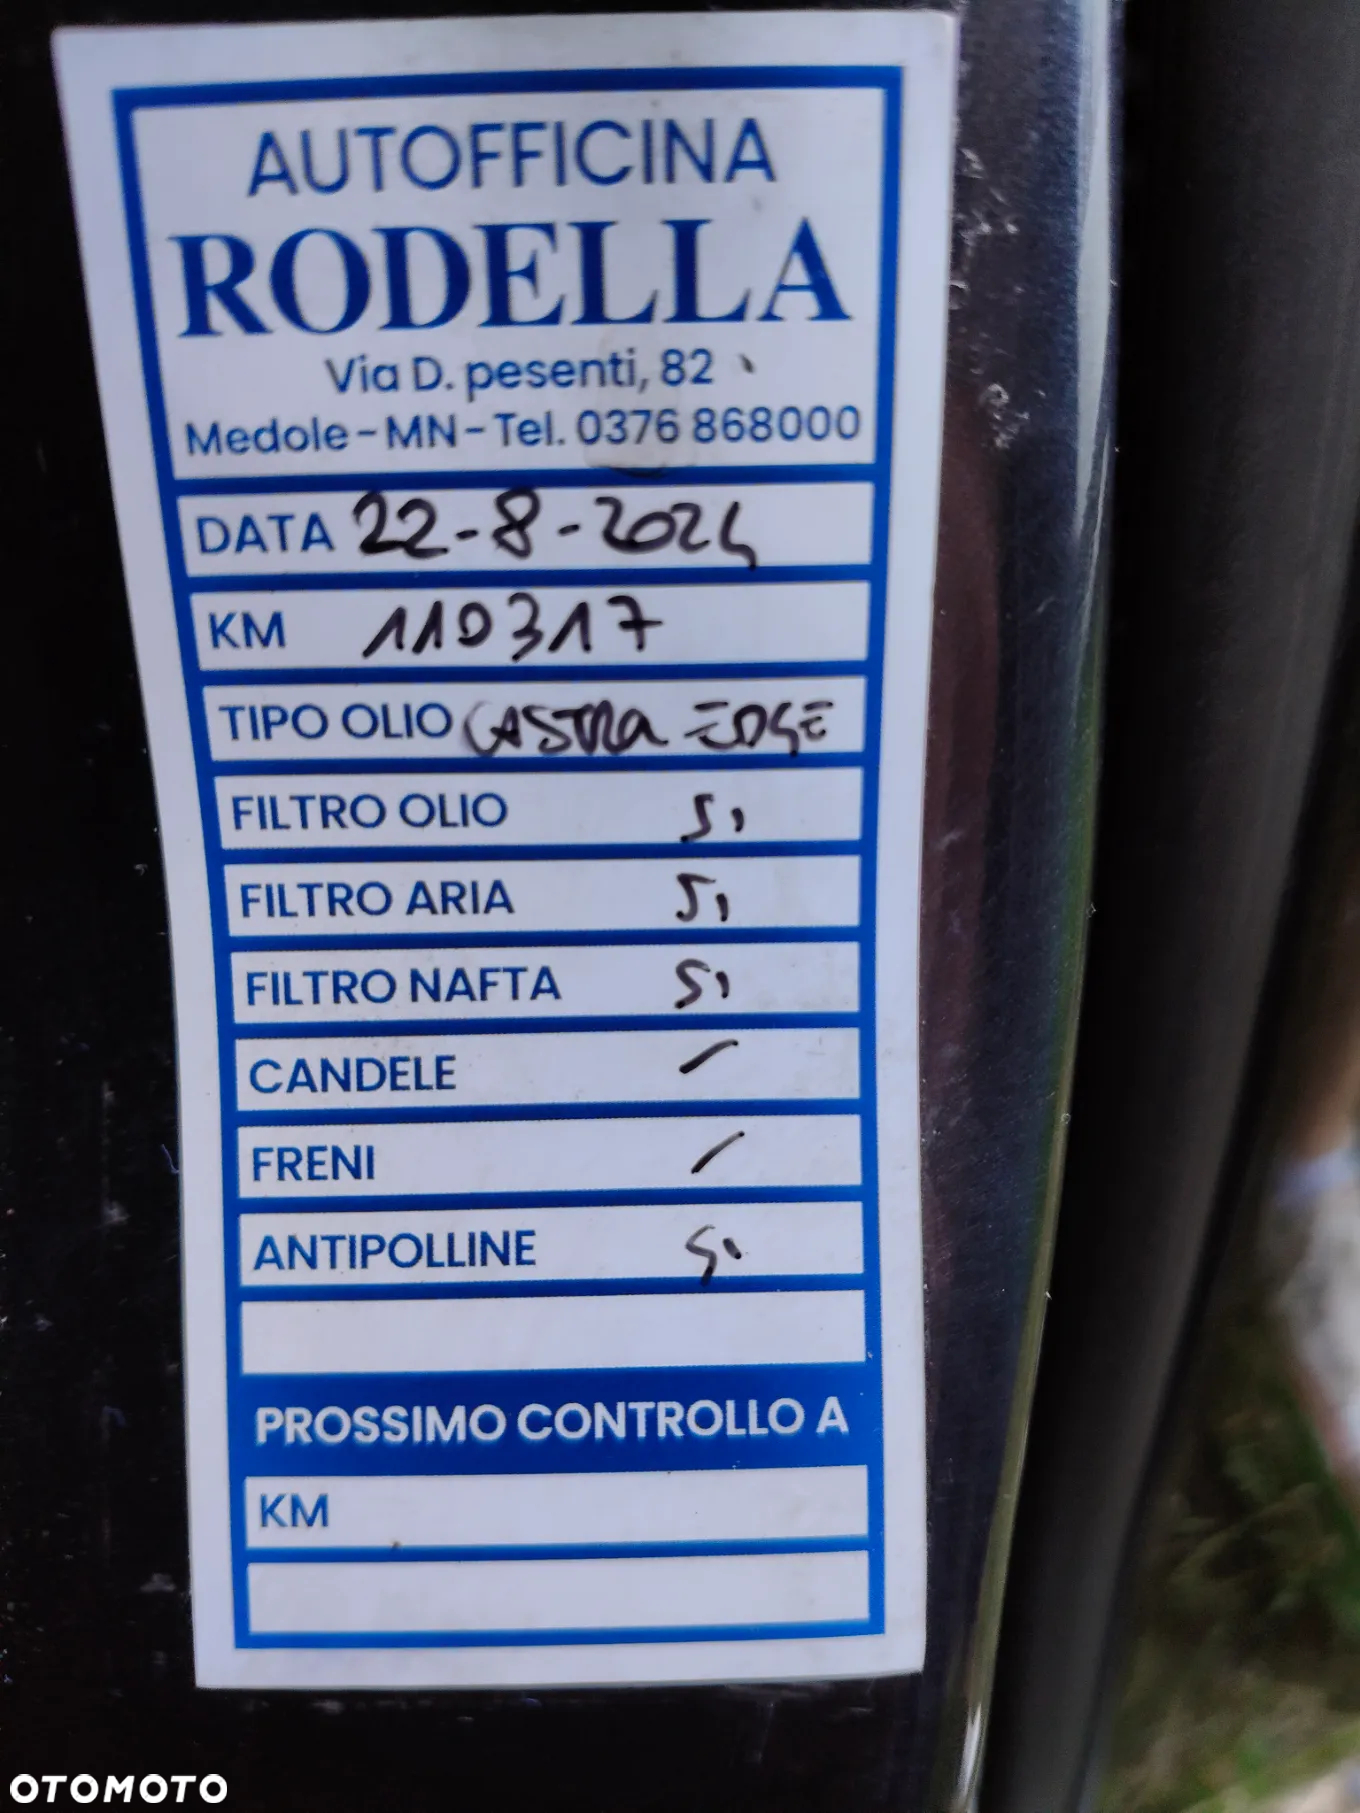 AUTOFFICINA
RODELLA
Via D. pesenti, 82
Medole - MN - Tel. 0376 868000
DATA 22-8-2024
KM 110317
TIPO OLIO CASTROL EDGE
FILTRO OLIO SI
FILTRO ARIA SI
FILTRO NAFTA SI
CANDELE /
FRENI /
ANTIPOLLINE SI
PROSSIMO CONTROLLO A
KM
OTOMOTO